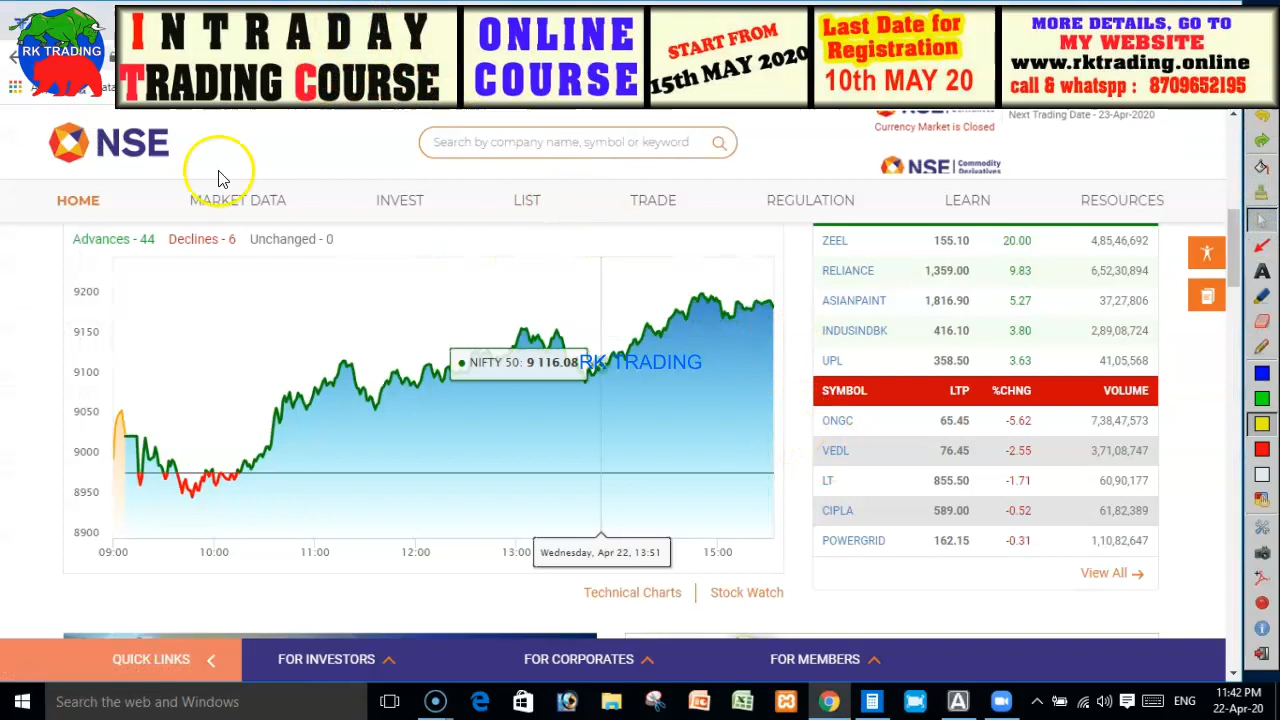 RK TRADING
INTRADAY
TRADING COURSE
ONLINE
COURSE
START FROM
15th MAY 2020
Last Date for
Registration
10th MAY 20
MORE DETAILS, GO TO
MY WEBSITE
www.rktrading.online
call & whatspp : 8709652195
NSE
Search by company name, symbol or keyword
Currency Market is Closed
Next Trading Date - 23-Apr-2020
NSE Commodity Derivatives
HOME MARKET DATA INVEST LIST TRADE REGULATION LEARN RESOURCES
Advances - 44 Declines - 6 Unchanged - 0
9200
9150
9100
9050
9000
8950
8900
NIFTY 50: 9 116.08
RK TRADING
09:00 10:00 11:00 12:00 13:00 15:00
Wednesday, Apr 22, 13:51
Technical Charts Stock Watch
ZEEL 155.10 20.00 4,85,46,692
RELIANCE 1,359.00 9.83 6,52,30,894
ASIANPAINT 1,816.90 5.27 37,27,806
INDUSINDBK 416.10 3.80 2,89,08,724
UPL 358.50 3.63 41,05,568
SYMBOL LTP %CHNG VOLUME
ONGC 65.45 -5.62 7,38,47,573
VEDL 76.45 -2.55 3,71,08,747
LT 855.50 -1.71 60,90,177
CIPLA 589.00 -0.52 61,82,389
POWERGRID 162.15 -0.31 1,10,82,647
View All
QUICK LINKS FOR INVESTORS FOR CORPORATES FOR MEMBERS
Search the web and Windows
ENG
11:42 PM
22-Apr-20